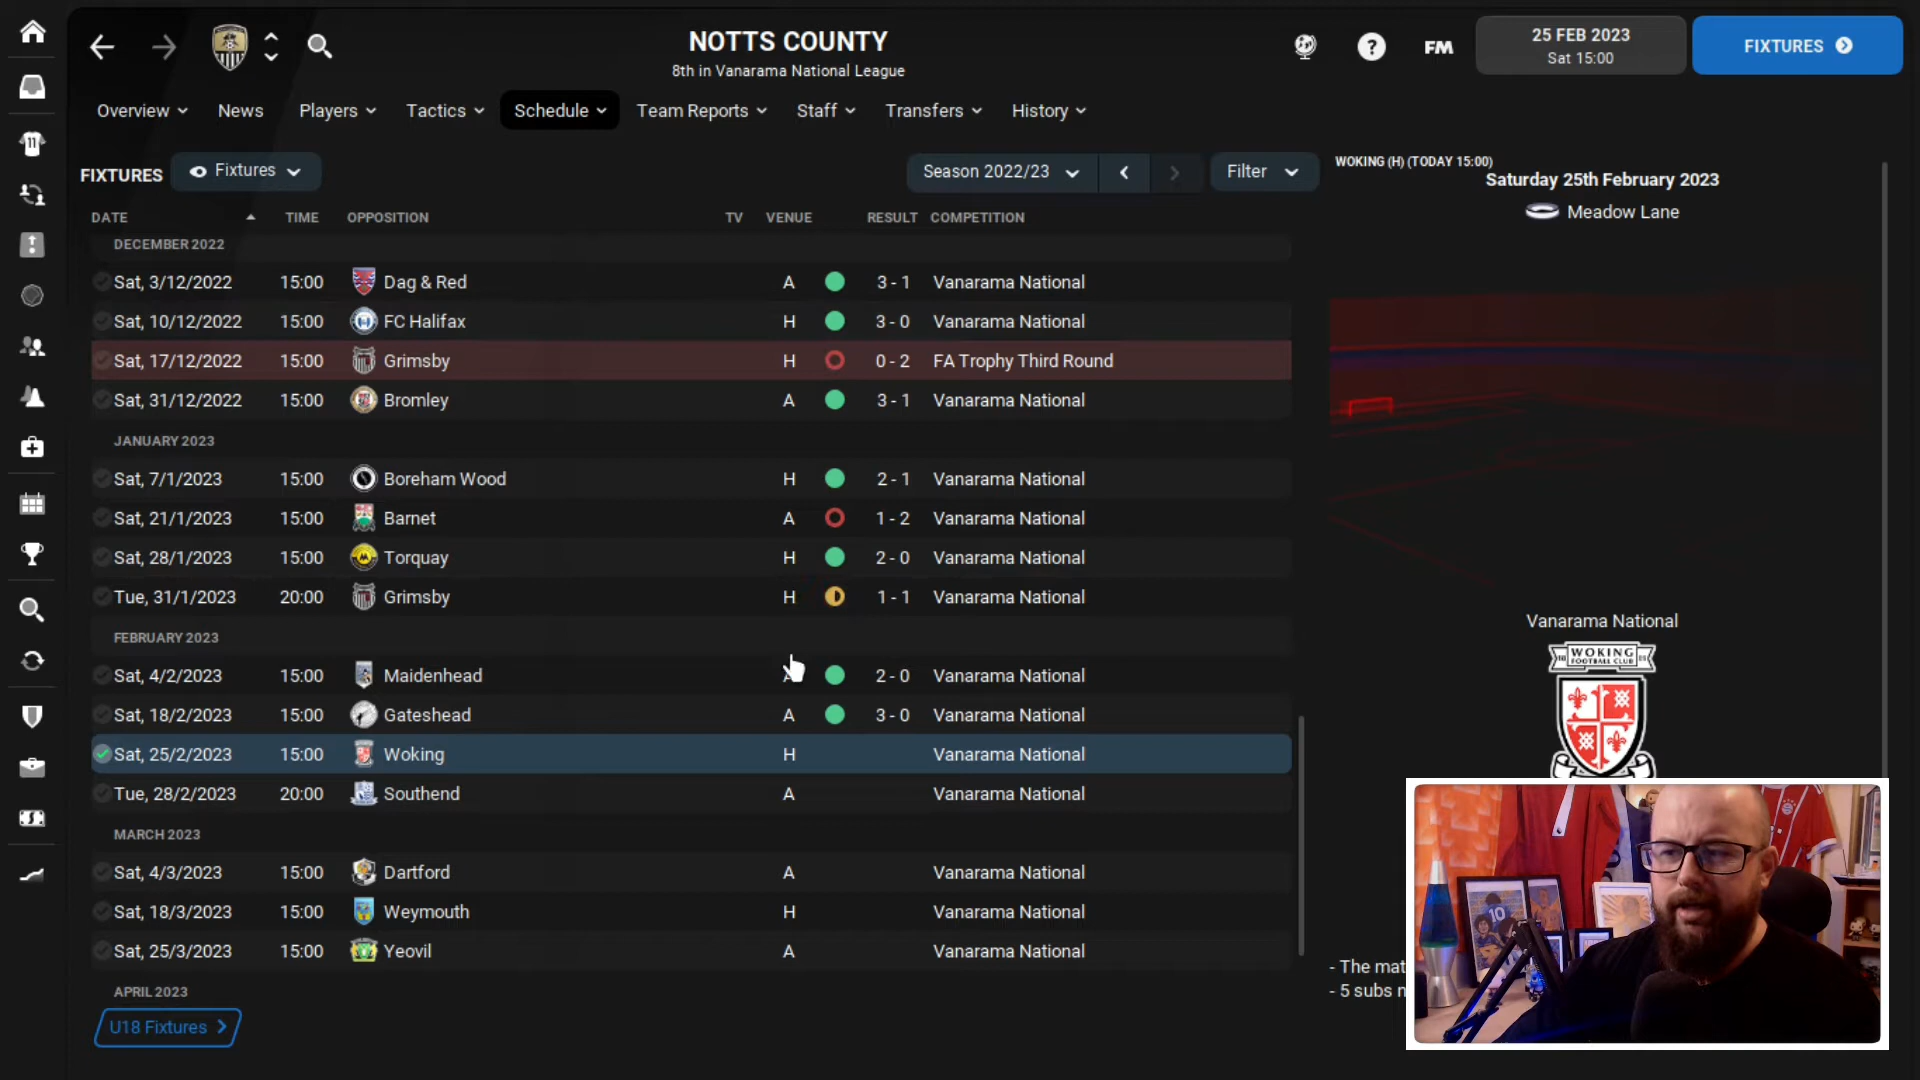 NOTTS COUNTY
8th in Vanarama National League
FM
25 FEB 2023
Sat 15:00
FIXTURES
Overview
News
Players
Tactics
Schedule
Team Reports
Staff
Transfers
History
FIXTURES
Fixtures
Season 2022/23
Filter
DATE TIME OPPOSITION TV VENUE RESULT COMPETITION
DECEMBER 2022
Sat, 3/12/2022 15:00 Dag & Red A 3 - 1 Vanarama National
Sat, 10/12/2022 15:00 FC Halifax H 3 - 0 Vanarama National
Sat, 17/12/2022 15:00 Grimsby H 0 - 2 FA Trophy Third Round
Sat, 31/12/2022 15:00 Bromley A 3 - 1 Vanarama National
JANUARY 2023
Sat, 7/1/2023 15:00 Boreham Wood H 2 - 1 Vanarama National
Sat, 21/1/2023 15:00 Barnet A 1 - 2 Vanarama National
Sat, 28/1/2023 15:00 Torquay H 2 - 0 Vanarama National
Tue, 31/1/2023 20:00 Grimsby H 1 - 1 Vanarama National
FEBRUARY 2023
Sat, 4/2/2023 15:00 Maidenhead A 2 - 0 Vanarama National
Sat, 18/2/2023 15:00 Gateshead A 3 - 0 Vanarama National
Sat, 25/2/2023 15:00 Woking H Vanarama National
Tue, 28/2/2023 20:00 Southend A Vanarama National
MARCH 2023
Sat, 4/3/2023 15:00 Dartford A Vanarama National
Sat, 18/3/2023 15:00 Weymouth H Vanarama National
Sat, 25/3/2023 15:00 Yeovil A Vanarama National
APRIL 2023
U18 Fixtures
WOKING (H) (TODAY 15:00)
Saturday 25th February 2023
Meadow Lane
Vanarama National
WOKING
FOOTBALL CLUB
- The mat
- 5 subs
10
11